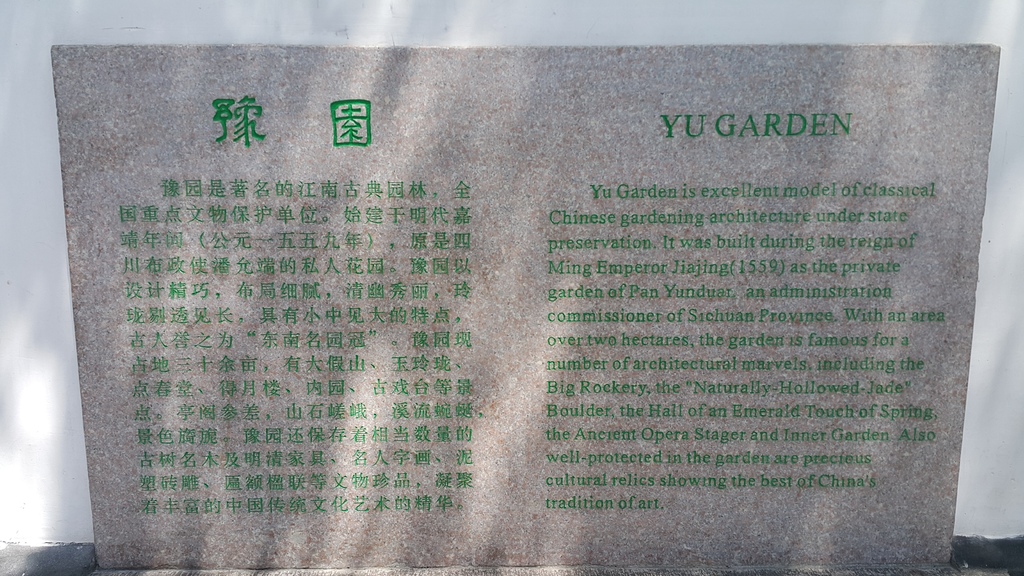 豫園
豫园是著名的江南古典园林，全
国重点文物保护单位。始建于明代嘉
靖年间（公元一五五九年），原是四
川布政使潘允端的私人花园。豫园以
设计精巧，布局细腻，清幽秀丽，玲
珑剔透见长，具有小中见大的特点，
古人誉之为“东南名园冠”。豫园现
占地三十余亩，有大假山、玉玲珑、
点春堂、得月楼、内园、古戏台等景
点。亭阁参差，山石嵯峨，溪流蜿蜒，
景色旖旎。豫园还保存着相当数量的
古树名木及明清家具、名人字画、泥
塑砖雕、匾额楹联等文物珍品，凝聚
着丰富的中国传统文化艺术的精华。
YU GARDEN
Yu Garden is excellent model of classical
Chinese gardening architecture under state
preservation. It was built during the reign of
Ming Emperor Jiajing(1559) as the private
garden of Pan Yunduan, an administration
commissioner of Sichuan Province. With an area
over two hectares, the garden is famous for a
number of architectural marvels, including the
Big Rockery, the "Naturally-Hollowed-Jade"
Boulder, the Hall of an Emerald Touch of Spring,
the Ancient Opera Stager and Inner Garden. Also
well-protected in the garden are precious
cultural relics showing the best of China's
tradition of art.